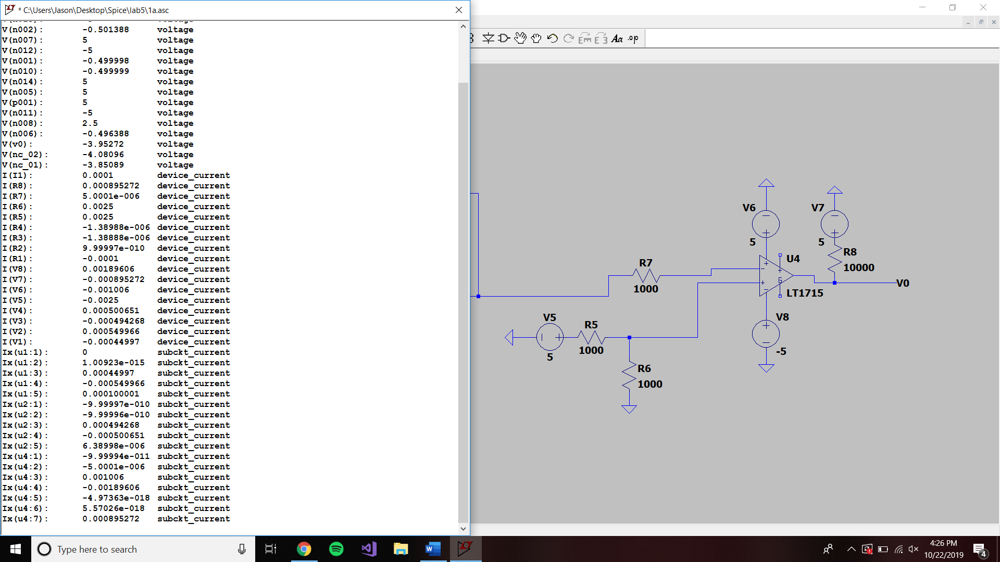 * C:\Users\Jason\Desktop\Spice\lab5\1a.asc
V(n002): -0.501388 voltage
V(n007): 5 voltage
V(n012): -5 voltage
V(n001): -0.499998 voltage
V(n010): -0.499999 voltage
V(n014): 5 voltage
V(n005): 5 voltage
V(p001): 5 voltage
V(n011): -5 voltage
V(n008): 2.5 voltage
V(n006): -0.496388 voltage
V(v0): -3.95272 voltage
V(nc_02): -4.08096 voltage
V(nc_01): -3.85089 voltage
I(I1): 0.0001 device_current
I(R8): 0.000895272 device_current
I(R7): 5.0001e-006 device_current
I(R6): 0.0025 device_current
I(R5): 0.0025 device_current
I(R4): -1.38988e-006 device_current
I(R3): -1.38888e-006 device_current
I(R2): 9.99997e-010 device_current
I(R1): -0.0001 device_current
I(V8): 0.00189606 device_current
I(V7): -0.000895272 device_current
I(V6): -0.001006 device_current
I(V5): -0.0025 device_current
I(V4): 0.000500651 device_current
I(V3): -0.000494268 device_current
I(V2): 0.000549966 device_current
I(V1): -0.00044997 device_current
Ix(u1:1): 0 subckt_current
Ix(u1:2): 1.00923e-015 subckt_current
Ix(u1:3): 0.00044997 subckt_current
Ix(u1:4): -0.000549966 subckt_current
Ix(u1:5): 0.000100001 subckt_current
Ix(u2:1): -9.99997e-010 subckt_current
Ix(u2:2): -9.99996e-010 subckt_current
Ix(u2:3): 0.000494268 subckt_current
Ix(u2:4): -0.000500651 subckt_current
Ix(u2:5): 6.38998e-006 subckt_current
Ix(u4:1): -9.99994e-011 subckt_current
Ix(u4:2): -5.0001e-006 subckt_current
Ix(u4:3): 0.001006 subckt_current
Ix(u4:4): -0.00189606 subckt_current
Ix(u4:5): -4.97363e-018 subckt_current
Ix(u4:6): 5.57026e-018 subckt_current
Ix(u4:7): 0.000895272 subckt_current
Aa .op
V6
5
V7
5
R8
10000
U4
LT1715
V0
R7
1000
V5
5
R5
1000
R6
1000
V8
-5
Type here to search
4:26 PM
10/22/2019
4